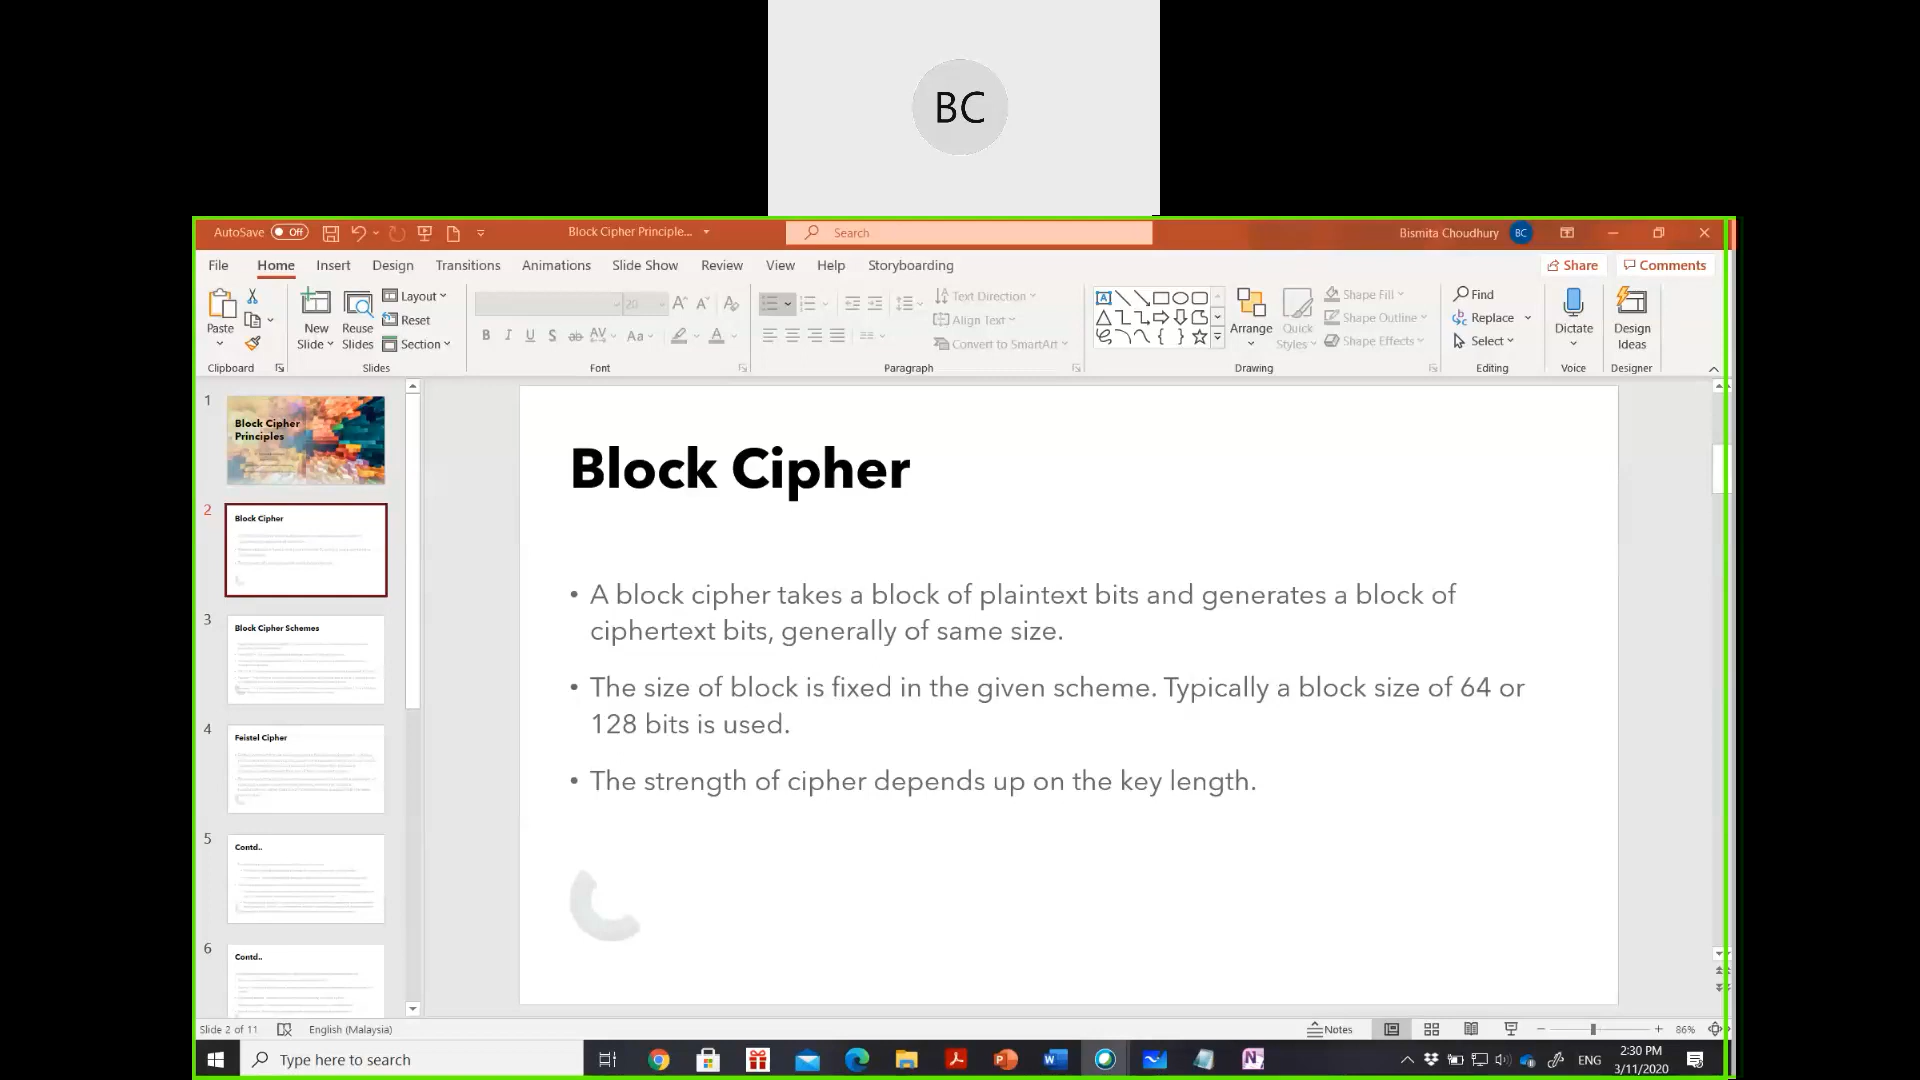 BC
AutoSave Off Block Cipher Principle... Search Bismita Choudhury BC
File Home Insert Design Transitions Animations Slide Show Review View Help Storyboarding Share Comments
Paste
New Slide
Reuse Slides
Layout
Reset
Section
20
Text Direction
Align Text
Convert to SmartArt
Arrange
Quick Styles
Shape Fill
Shape Outline
Shape Effects
Find
Replace
Select
Dictate
Design Ideas
Clipboard Slides Font Paragraph Drawing Editing Voice Designer
1
Block Cipher
Principles
2
Block Cipher
3
Block Cipher Schemes
4
Feistel Cipher
5
Contd..
6
Contd..
Block Cipher
• A block cipher takes a block of plaintext bits and generates a block of
ciphertext bits, generally of same size.
• The size of block is fixed in the given scheme. Typically a block size of 64 or
128 bits is used.
• The strength of cipher depends up on the key length.
Slide 2 of 11 English (Malaysia) Notes 86%
Type here to search ENG 2:30 PM
3/11/2020